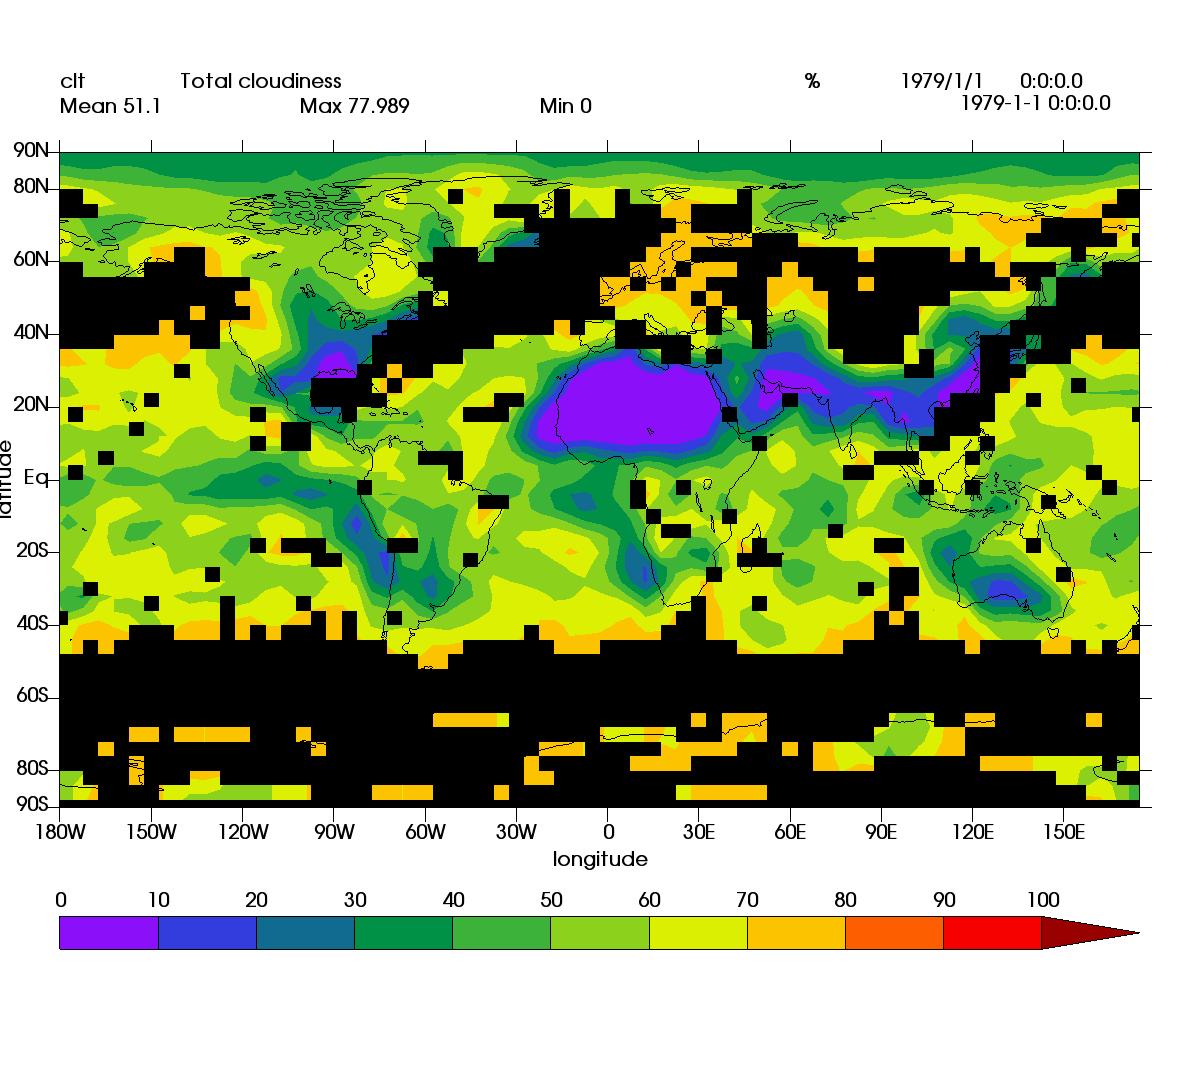 clt Total cloudiness % 1979/1/1 0:0:0.0
Mean 51.1 Max 77.989 Min 0 1979-1-1 0:0:0.0
90N
80N
60N
40N
20N
Eq
20S
40S
60S
80S
90S
latitude
180W 150W 120W 90W 60W 30W 0 30E 60E 90E 120E 150E
longitude
0 10 20 30 40 50 60 70 80 90 100